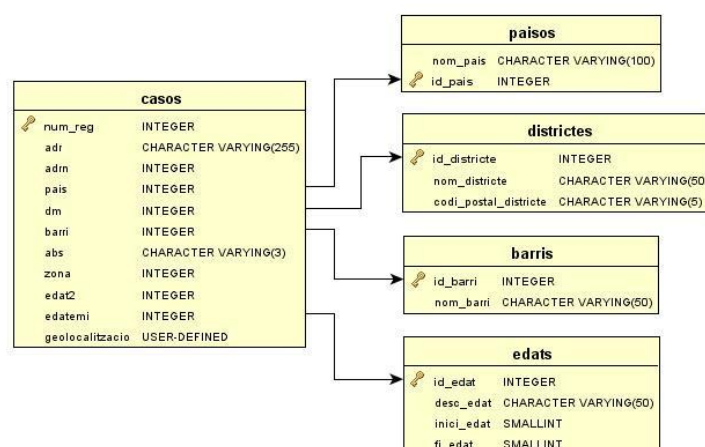 casos
num_reg INTEGER
adr CHARACTER VARYING(255)
adrn INTEGER
pais INTEGER
dm INTEGER
barri INTEGER
abs CHARACTER VARYING(3)
zona INTEGER
edat2 INTEGER
edatemi INTEGER
geolocalitzacio USER-DEFINED
paisos
nom_pais CHARACTER VARYING(100)
id_pais INTEGER
districtes
id_districte INTEGER
nom_districte CHARACTER VARYING(50
codi_postal_districte CHARACTER VARYING(5)
barris
id_barri INTEGER
nom_barri CHARACTER VARYING(50)
edats
id_edat INTEGER
desc_edat CHARACTER VARYING(50)
inici_edat SMALLINT
fi_edat SMALLINT